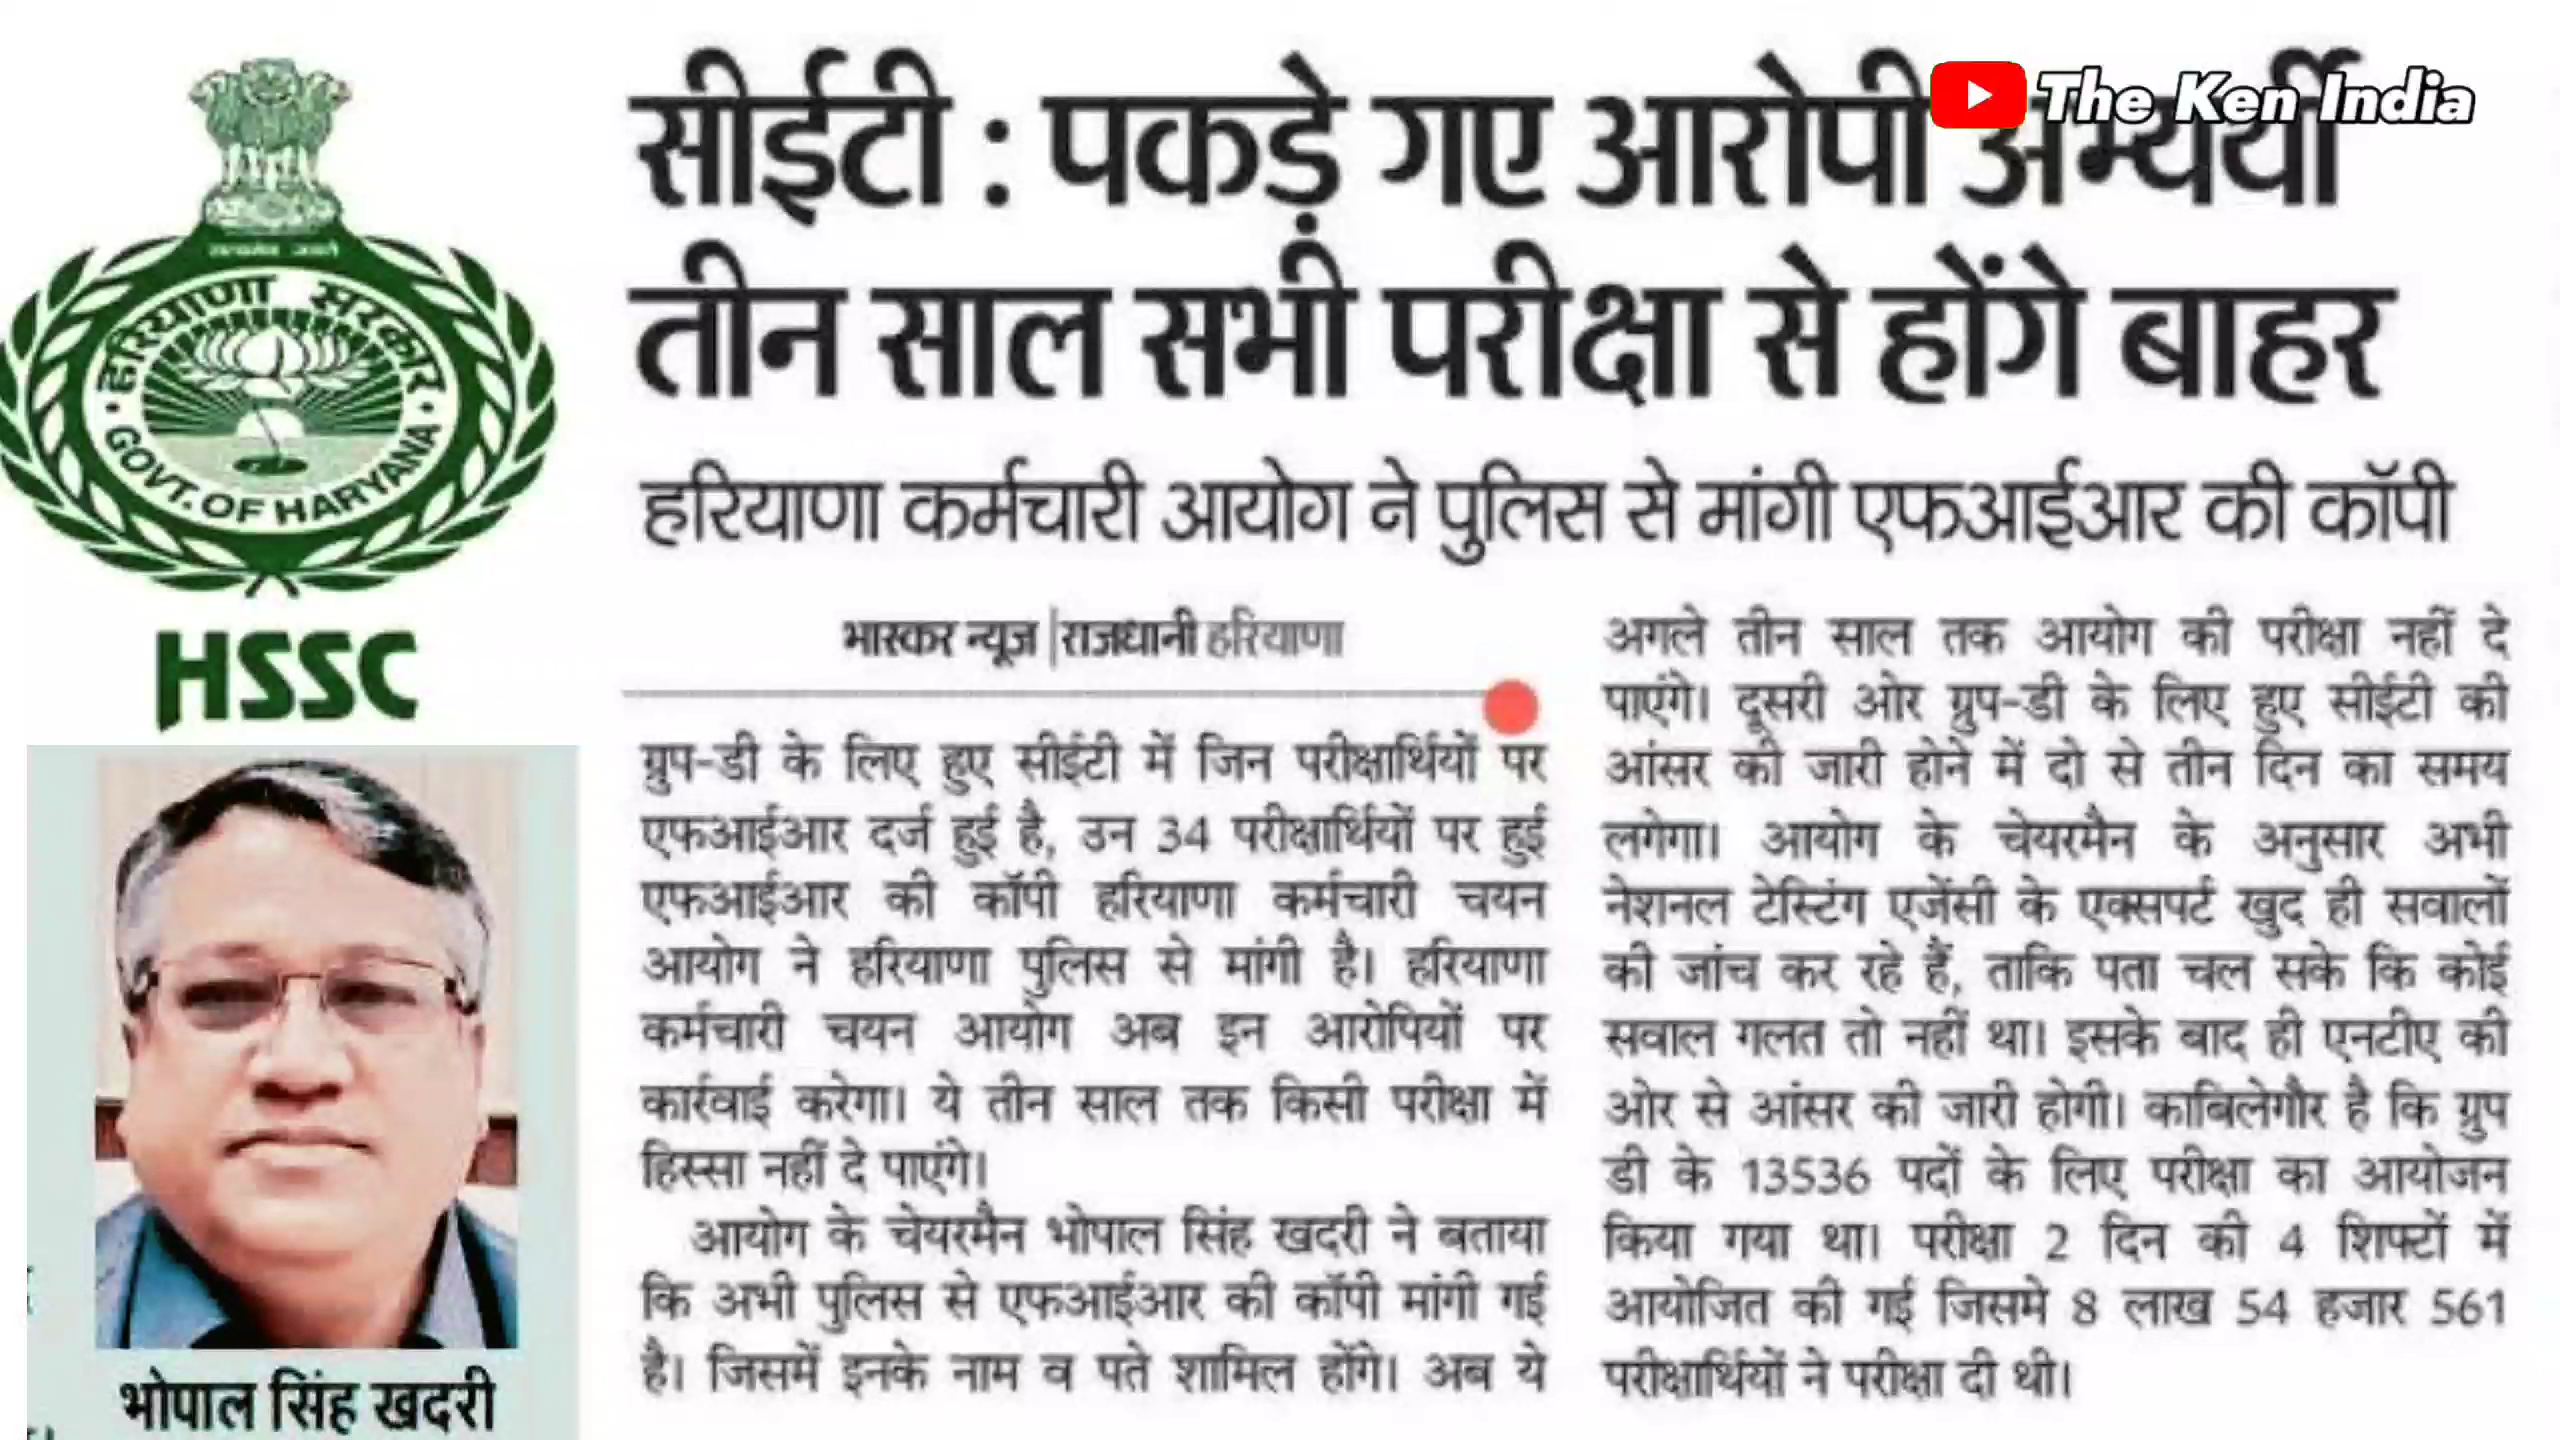 हरियाणा सरकार
GOVT. OF HARYANA
HSSC
भोपाल सिंह खदरी
The Ken India
सीईटी : पकड़े गए आरोपी अभ्यर्थी
तीन साल सभी परीक्षा से होंगे बाहर
हरियाणा कर्मचारी आयोग ने पुलिस से मांगी एफआईआर की कॉपी
भास्कर न्यूज | राजधानी हरियाणा
ग्रुप-डी के लिए हुए सीईटी में जिन परीक्षार्थियों पर
एफआईआर दर्ज हुई है, उन 34 परीक्षार्थियों पर हुई
एफआईआर की कॉपी हरियाणा कर्मचारी चयन
आयोग ने हरियाणा पुलिस से मांगी है। हरियाणा
कर्मचारी चयन आयोग अब इन आरोपियों पर
कार्रवाई करेगा। ये तीन साल तक किसी परीक्षा में
हिस्सा नहीं दे पाएंगे।
आयोग के चेयरमैन भोपाल सिंह खदरी ने बताया
कि अभी पुलिस से एफआईआर की कॉपी मांगी गई
है। जिसमें इनके नाम व पते शामिल होंगे। अब ये
अगले तीन साल तक आयोग की परीक्षा नहीं दे
पाएंगे। दूसरी ओर ग्रुप-डी के लिए हुए सीईटी की
आंसर की जारी होने में दो से तीन दिन का समय
लगेगा। आयोग के चेयरमैन के अनुसार अभी
नेशनल टेस्टिंग एजेंसी के एक्सपर्ट खुद ही सवालों
की जांच कर रहे हैं, ताकि पता चल सके कि कोई
सवाल गलत तो नहीं था। इसके बाद ही एनटीए की
ओर से आंसर की जारी होगी। काबिलेगौर है कि ग्रुप
डी के 13536 पदों के लिए परीक्षा का आयोजन
किया गया था। परीक्षा 2 दिन की 4 शिफ्टों में
आयोजित की गई जिसमे 8 लाख 54 हजार 561
परीक्षार्थियों ने परीक्षा दी थी।